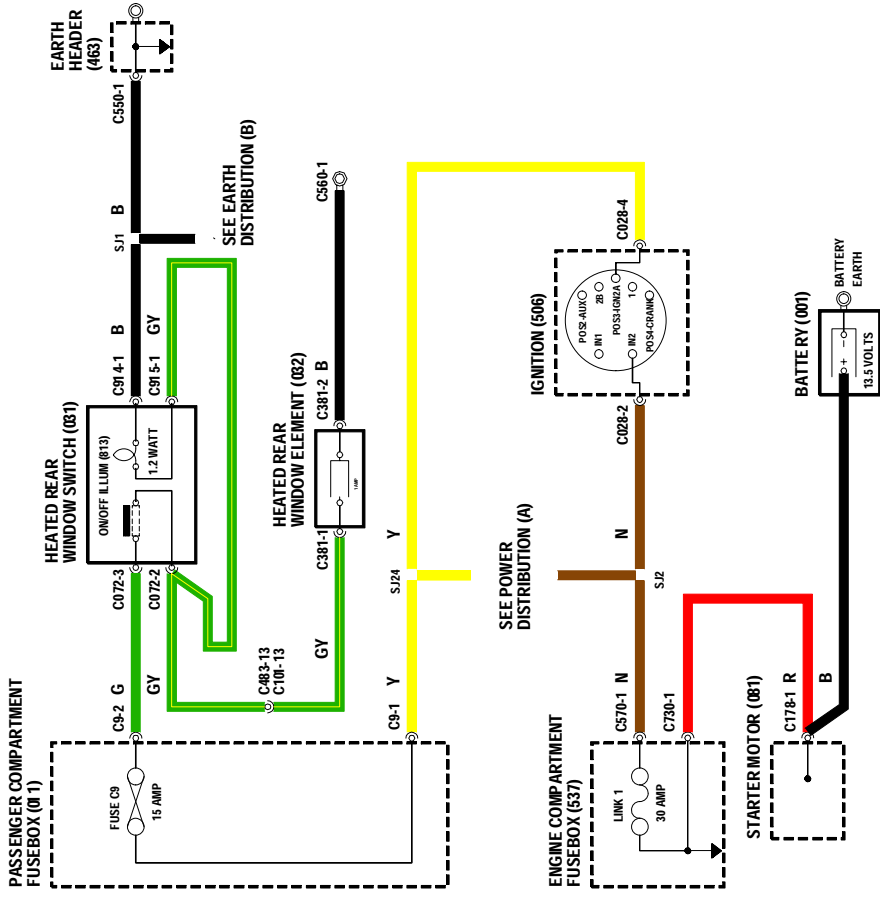 EARTH
HEADER
(463)
C550-1
B
SJ1
SEE EARTH
DISTRIBUTION (B)
B
GY
C914-1
C915-1
HEATED REAR
WINDOW SWITCH (031)
ON/OFF ILLUM (813)
1.2 WATT
C072-3
C072-2
G
GY
C9-2
C483-13
C101-13
C560-1
HEATED REAR
WINDOW ELEMENT (032)
C381-2
B
1 AMP
C381-1
GY
Y
SJ24
Y
C9-1
PASSENGER COMPARTMENT
FUSEBOX (011)
FUSE C9
15 AMP
SEE POWER
DISTRIBUTION (A)
C028-4
IGNITION (506)
POS2-AUX
2B
POS3-IGN2A
1
POS4-CRANK
IN1
IN2
C028-2
N
SJ2
N
C570-1
C730-1
ENGINE COMPARTMENT
FUSEBOX (537)
LINK 1
30 AMP
BATTERY
EARTH
BATTERY (001)
+ -
13.5 VOLTS
R
B
C178-1
STARTER MOTOR (081)